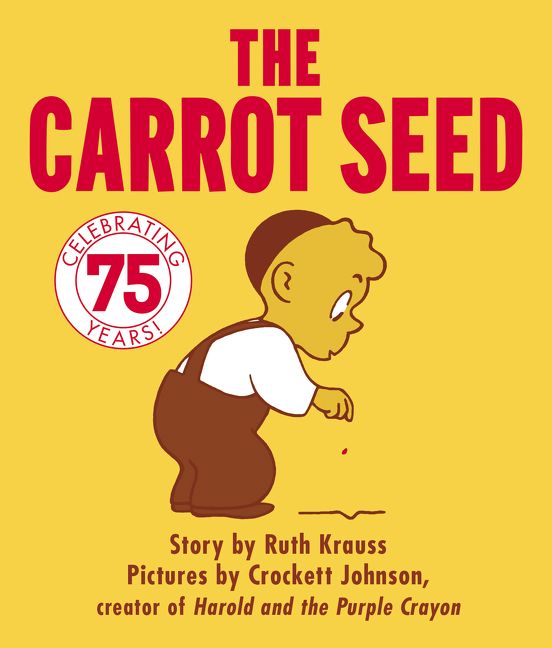 THE
CARROT SEED
CELEBRATING
75
YEARS!
Story by Ruth Krauss
Pictures by Crockett Johnson,
creator of Harold and the Purple Crayon